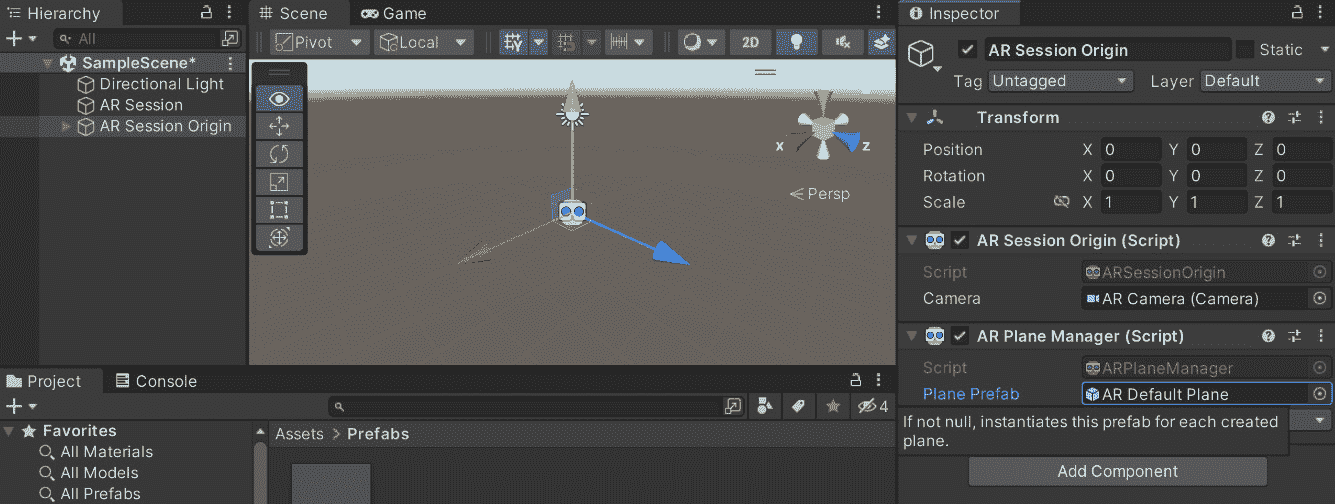 Hierarchy
All
SampleScene*
Directional Light
AR Session
AR Session Origin
Scene
Game
Pivot
Local
2D
x
z
Persp
Project
Console
4
Favorites
All Materials
All Models
All Prefabs
Assets > Prefabs
Inspector
AR Session Origin
Static
Tag Untagged Layer Default
Transform
Position X 0 Y 0 Z 0
Rotation X 0 Y 0 Z 0
Scale X 1 Y 1 Z 1
AR Session Origin (Script)
Script ARSessionOrigin
Camera AR Camera (Camera)
AR Plane Manager (Script)
Script ARPlaneManager
Plane Prefab AR Default Plane
If not null, instantiates this prefab for each created
plane.
Add Component